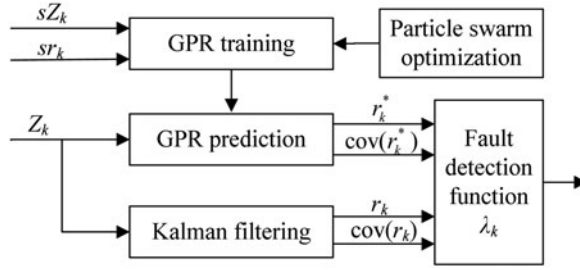 sZ_k
GPR training
Particle swarm
optimization
sr_k
Z_k
GPR prediction
r_k^*
cov(r_k^*)
Fault
detection
function
λ_k
Kalman filtering
r_k
cov(r_k)